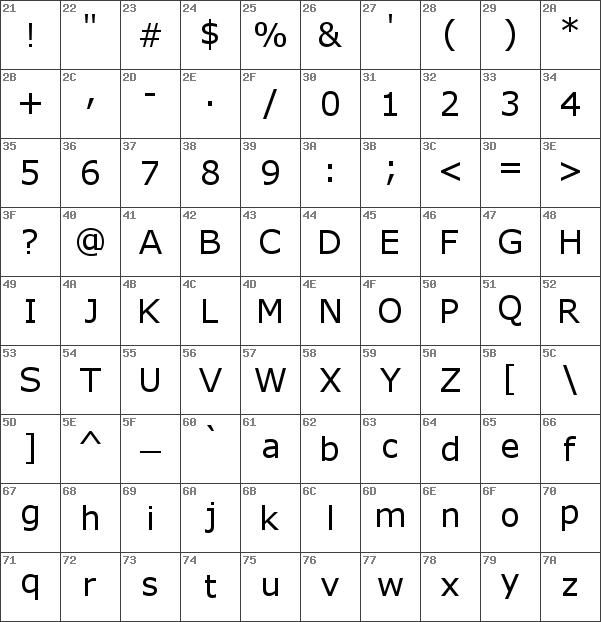 21 22 23 24 25 26 27 28 29 2A
! " # $ % & ' ( ) *
2B 2C 2D 2E 2F 30 31 32 33 34
+ , - . / 0 1 2 3 4
35 36 37 38 39 3A 3B 3C 3D 3E
5 6 7 8 9 : ; < = >
3F 40 41 42 43 44 45 46 47 48
? @ A B C D E F G H
49 4A 4B 4C 4D 4E 4F 50 51 52
I J K L M N O P Q R
53 54 55 56 57 58 59 5A 5B 5C
S T U V W X Y Z [ \
5D 5E 5F 60 61 62 63 64 65 66
] ^ _ ` a b c d e f
67 68 69 6A 6B 6C 6D 6E 6F 70
g h i j k l m n o p
71 72 73 74 75 76 77 78 79 7A
q r s t u v w x y z